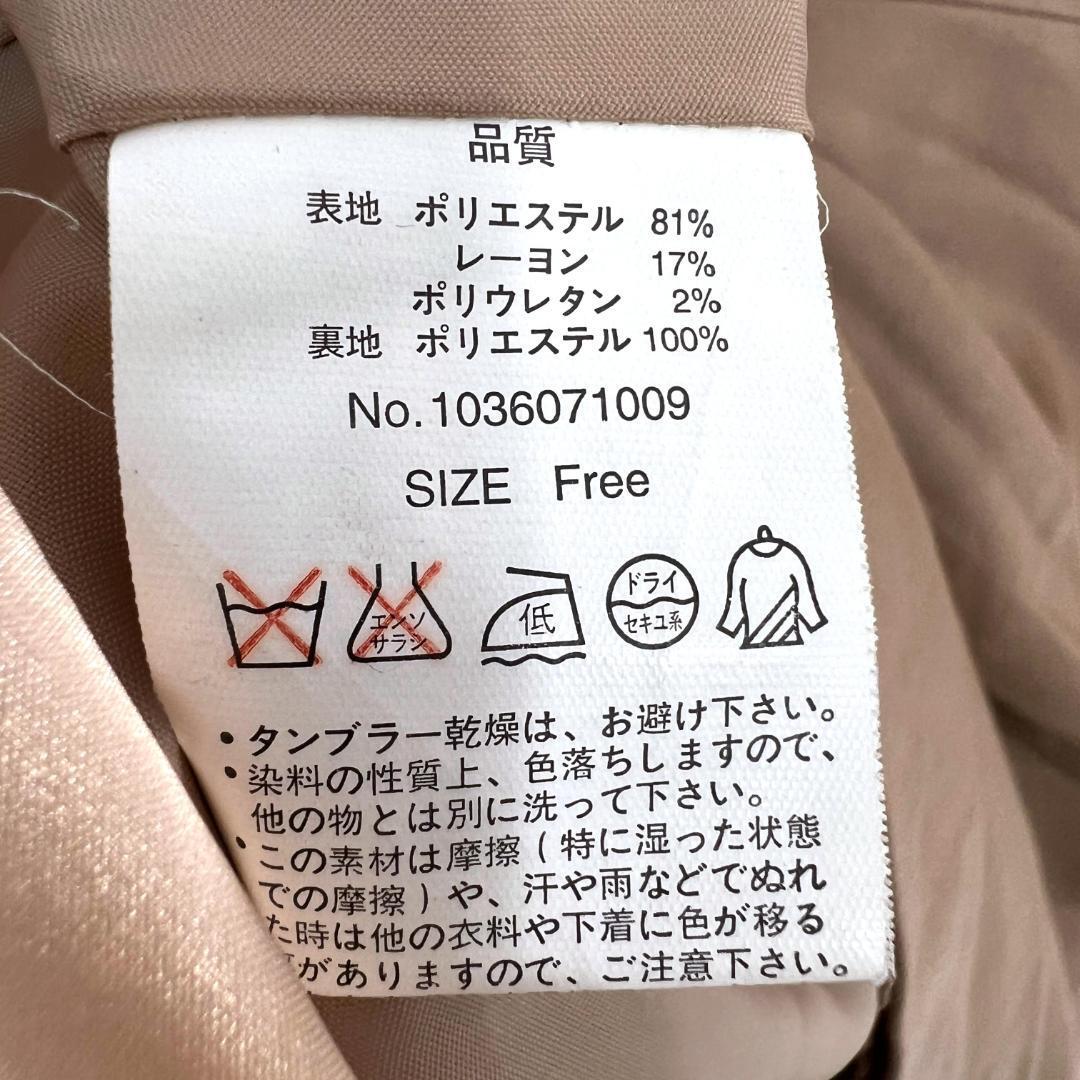 品質
表地 ポリエステル 81%
レーヨン 17%
ポリウレタン 2%
裏地 ポリエステル 100%
No.1036071009
SIZE Free
エンソ
サラシ
低
ドライ
セキユ系
・タンブラー乾燥は、お避け下さい。
・染料の性質上、色落ちしますので、
他の物とは別に洗って下さい。
・この素材は摩擦(特に湿った状態
での摩擦)や、汗や雨などでぬれ
た時は他の衣料や下着に色が移る
がありますので、ご注意下さい。